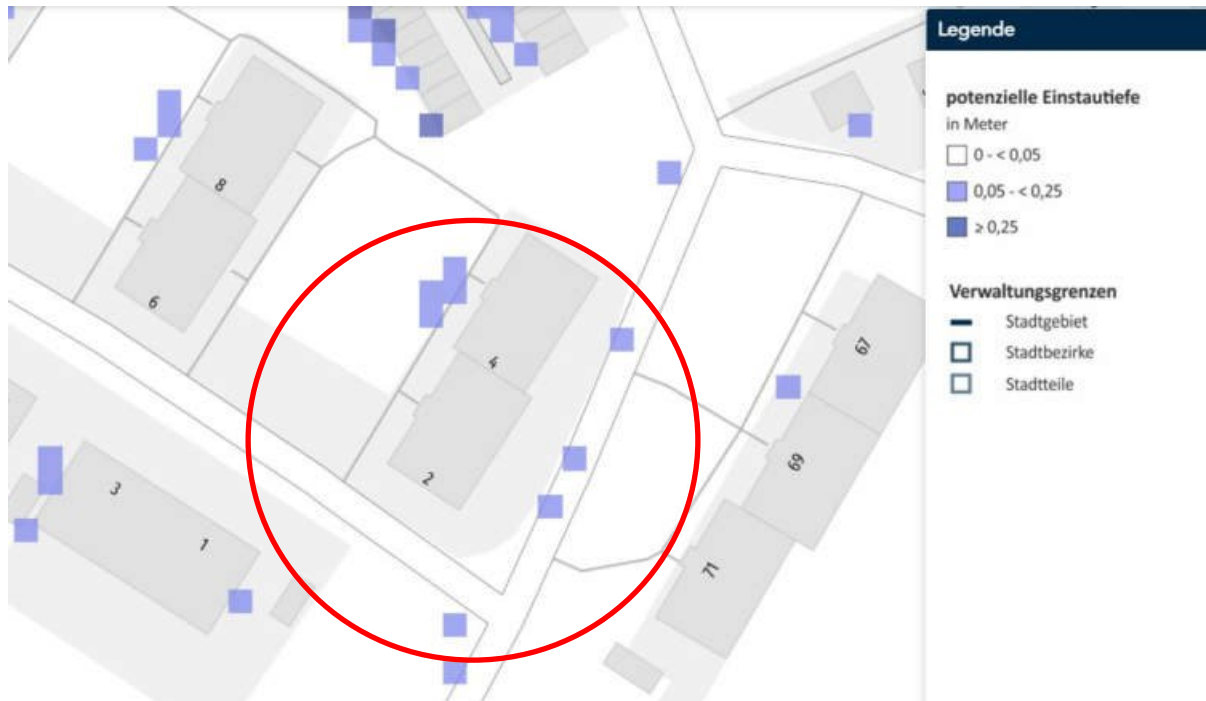 Legende
potenzielle Einstautiefe
in Meter
0 - < 0,05
0,05 - < 0,25
≥ 0,25
Verwaltungsgrenzen
Stadtgebiet
Stadtbezirke
Stadtteile
8
6
4
2
3
1
67
69
71